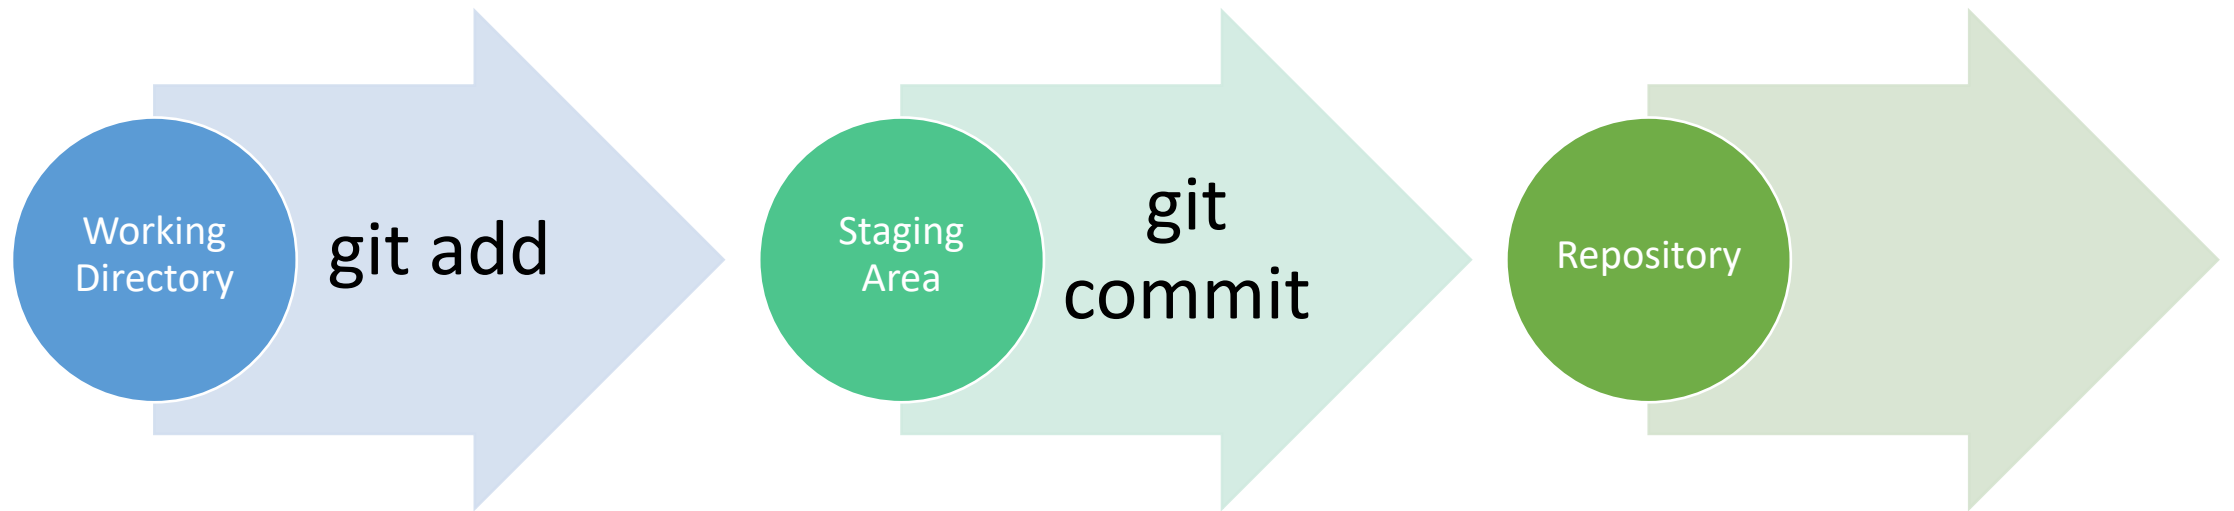 Working
Directory
git add
Staging
Area
git
commit
Repository